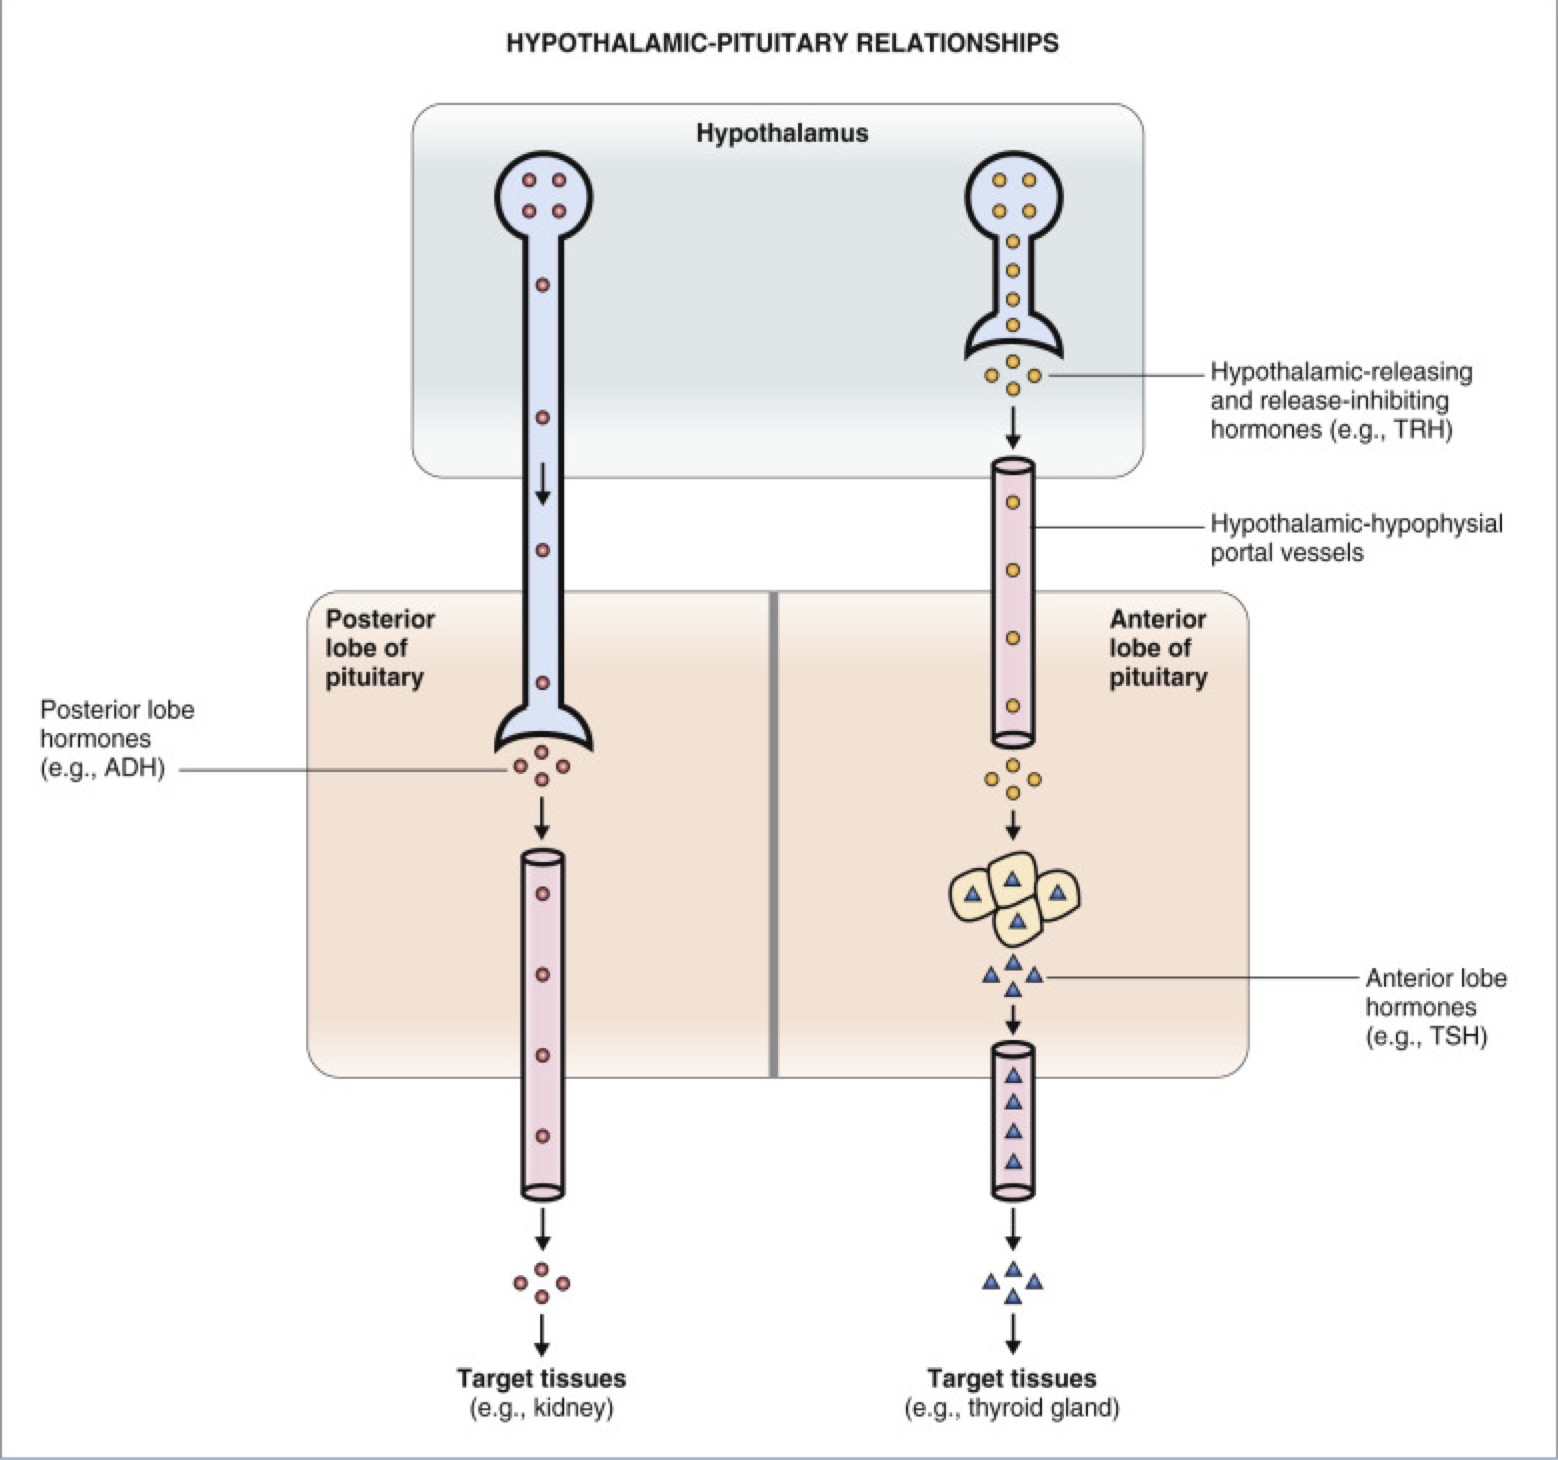 HYPOTHALAMIC-PITUITARY RELATIONSHIPS
Hypothalamus
Hypothalamic-releasing
and release-inhibiting
hormones (e.g., TRH)
Hypothalamic-hypophysial
portal vessels
Posterior
lobe of
pituitary
Anterior
lobe of
pituitary
Posterior lobe
hormones
(e.g., ADH)
Anterior lobe
hormones
(e.g., TSH)
Target tissues
(e.g., kidney)
Target tissues
(e.g., thyroid gland)